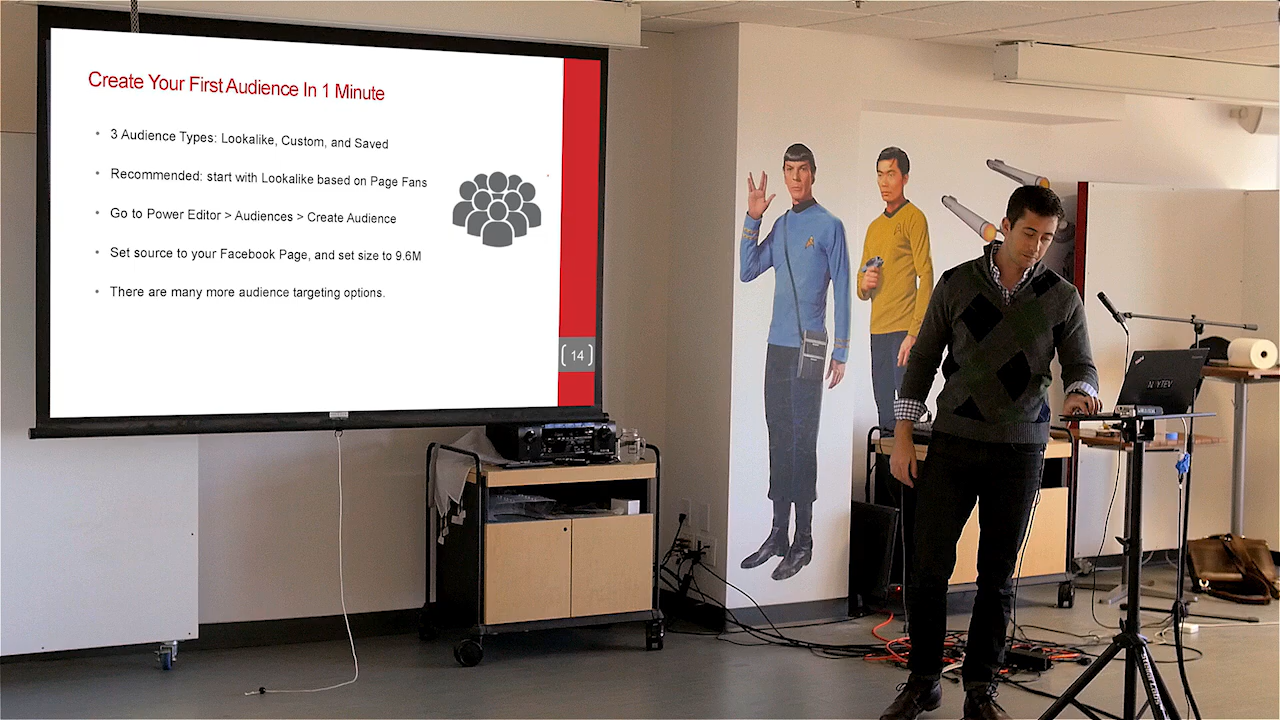 Create Your First Audience In 1 Minute
• 3 Audience Types: Lookalike, Custom, and Saved
• Recommended: start with Lookalike based on Page Fans
• Go to Power Editor > Audiences > Create Audience
• Set source to your Facebook Page, and set size to 9.6M
• There are many more audience targeting options.
14